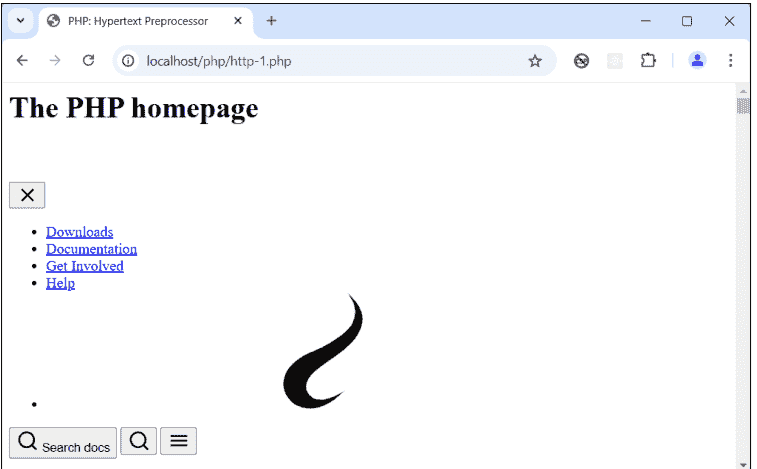 PHP: Hypertext Preprocessor
localhost/php/http-1.php
The PHP homepage
Downloads
Documentation
Get Involved
Help
Search docs